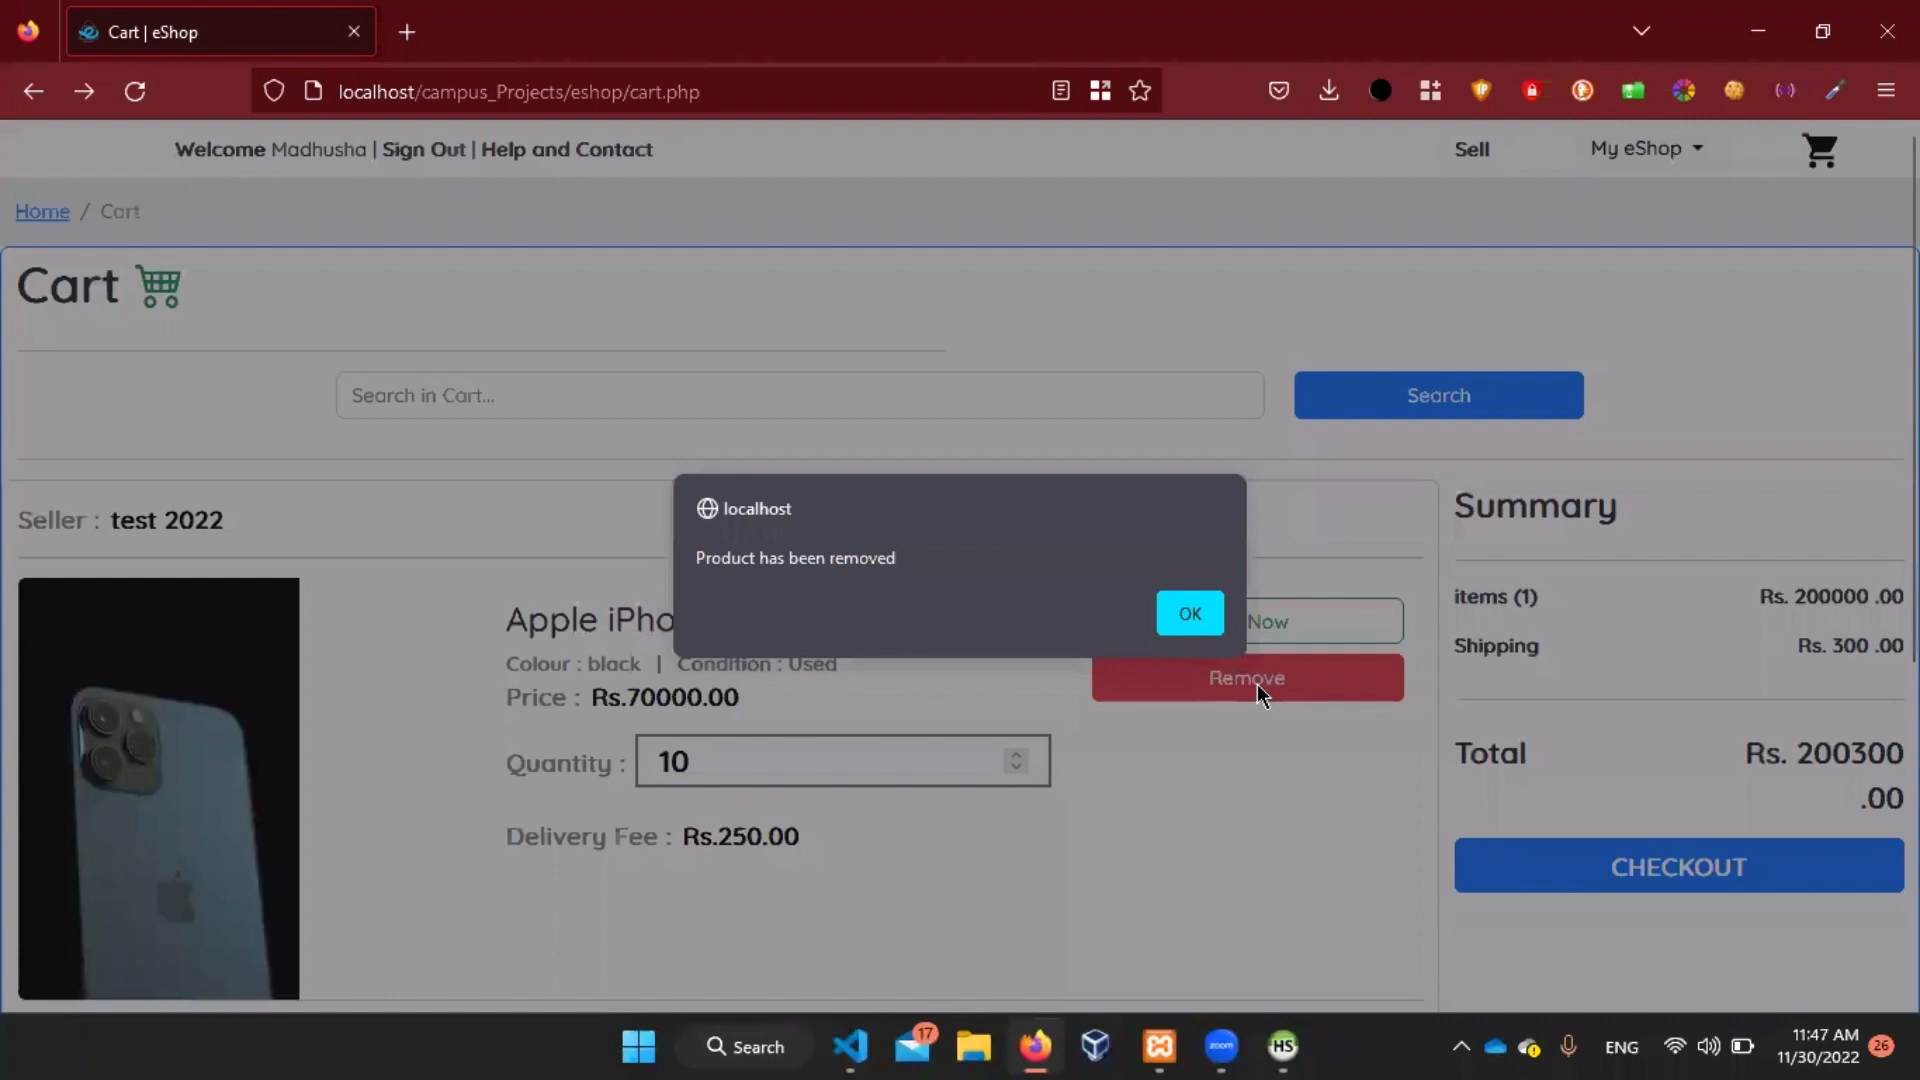 Cart | eShop
localhost/campus_Projects/eshop/cart.php
Welcome Madhusha | Sign Out | Help and Contact
Sell
My eShop
Home / Cart
Cart
Search in Cart...
Search
Seller : test 2022
localhost
Product has been removed
OK
Apple iPho
Now
Colour : black | Condition : Used
Remove
Price : Rs.70000.00
Quantity : 10
Delivery Fee : Rs.250.00
Summary
items (1) Rs. 200000 .00
Shipping Rs. 300 .00
Total Rs. 200300
.00
CHECKOUT
Search
17
zoom
HS
ENG
11:47 AM
11/30/2022
26